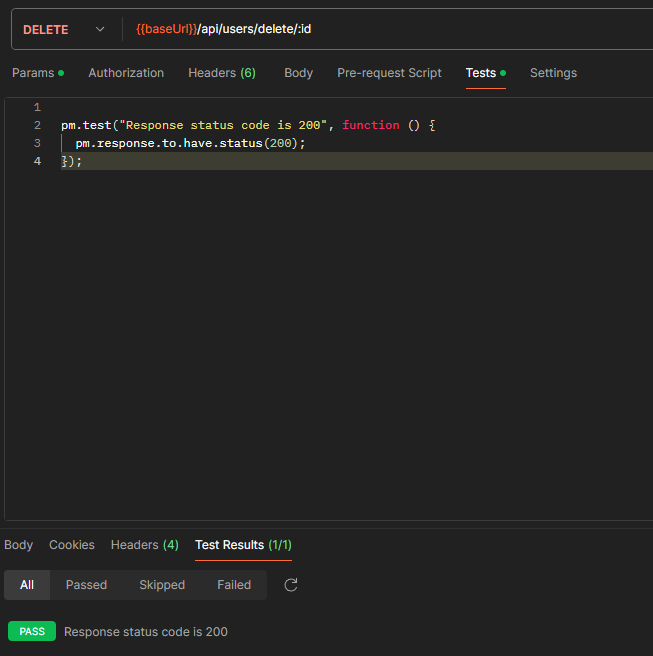 DELETE {{baseUrl}}/api/users/delete/:id
Params Authorization Headers (6) Body Pre-request Script Tests Settings
1
2 pm.test("Response status code is 200", function () {
3 pm.response.to.have.status(200);
4 });
Body Cookies Headers (4) Test Results (1/1)
All Passed Skipped Failed
PASS Response status code is 200